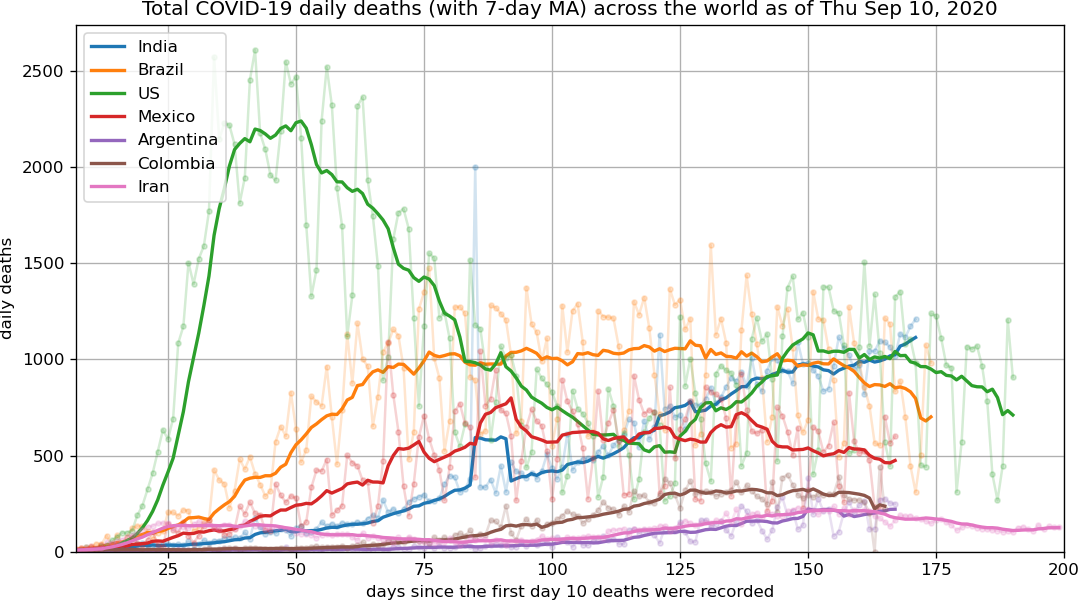 Total COVID-19 daily deaths (with 7-day MA) across the world as of Thu Sep 10, 2020
India
Brazil
US
Mexico
Argentina
Colombia
Iran
2500
2000
1500
1000
500
0
daily deaths
25 50 75 100 125 150 175 200
days since the first day 10 deaths were recorded